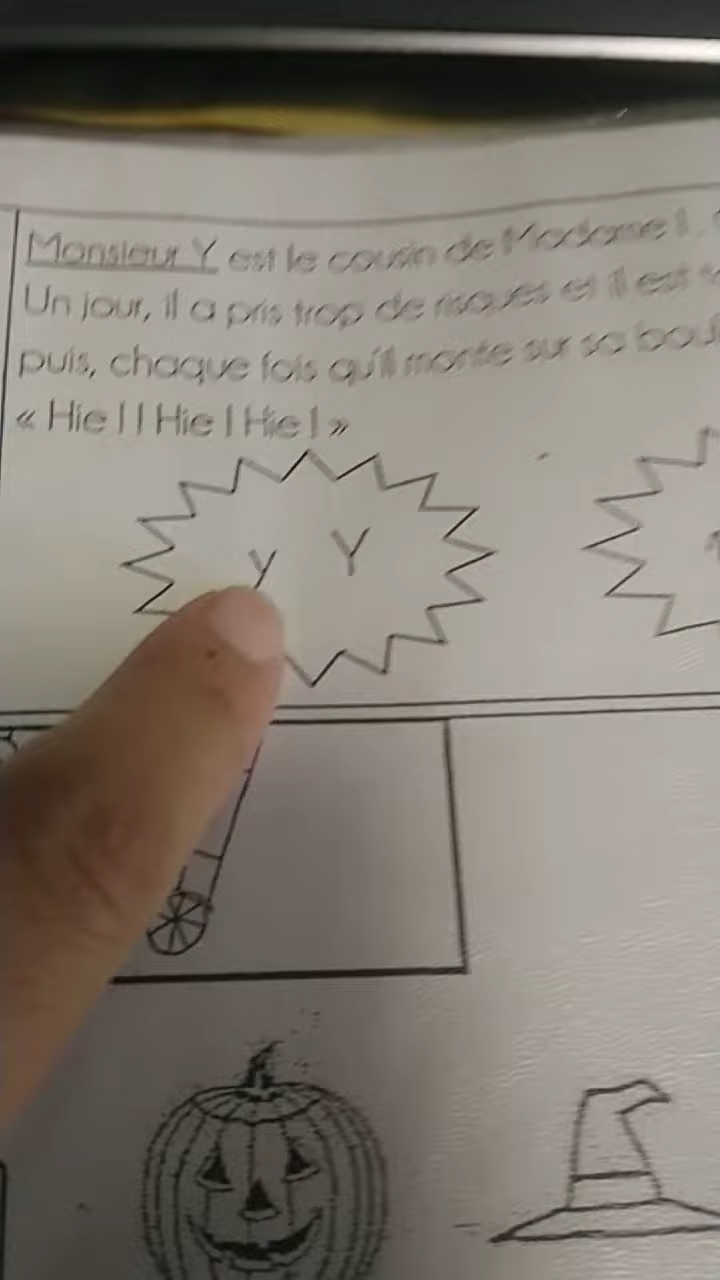 Monsieur Y est le cousin de Madame I.
Un jour, il a pris trop de risques et il est
puis, chaque fois qu'il monte sur sa
« Hie ! I Hie ! Hie ! »
y Y